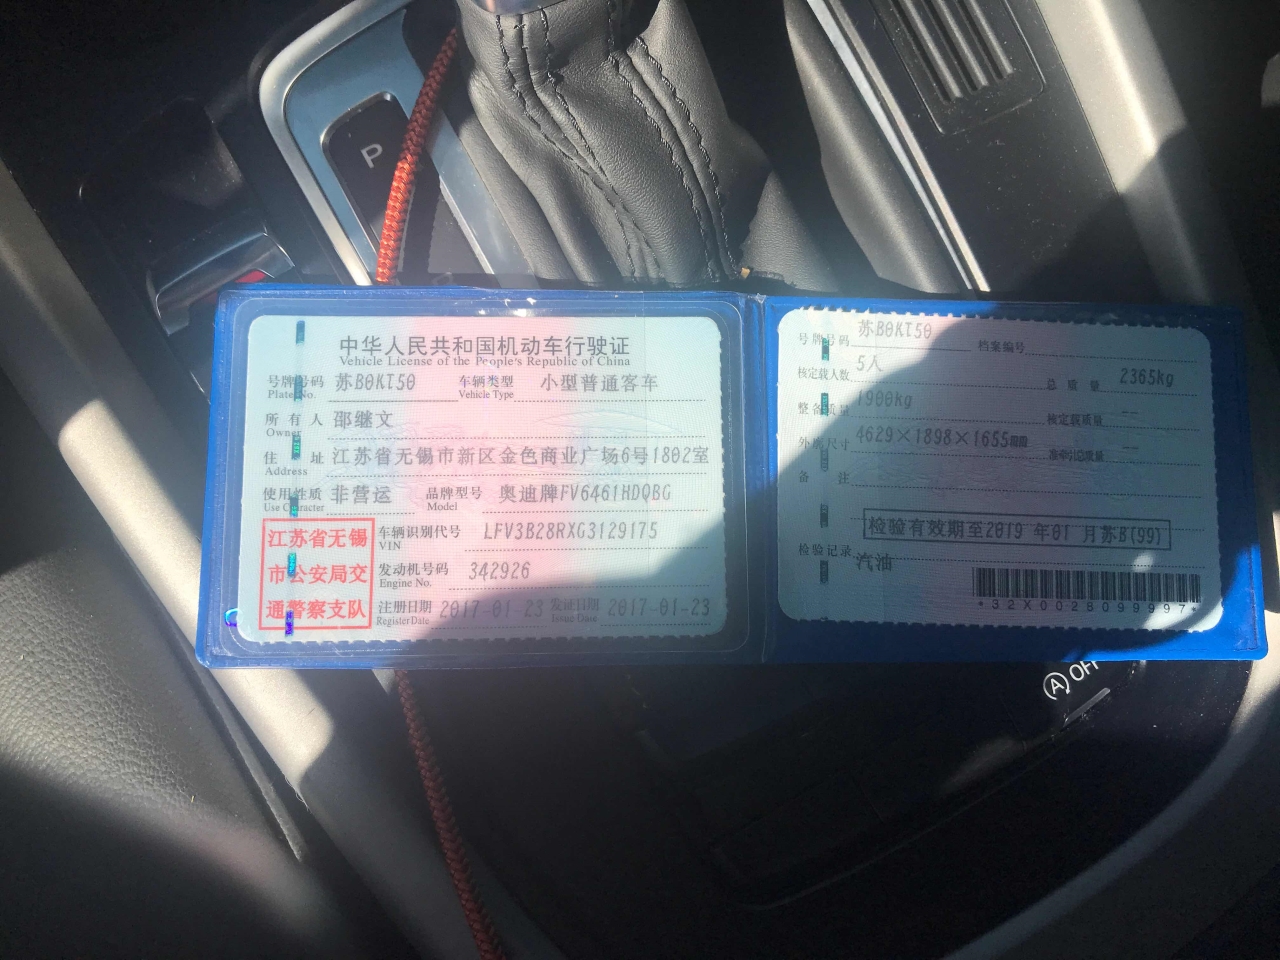 P
中华人民共和国机动车行驶证
Vehicle License of the People's Republic of China
号牌号码 苏B0KT50 车辆类型 小型普通客车
Plate No. Vehicle Type
所有人 邵继文
Owner
住址 江苏省无锡市新区金色商业广场6号1802室
Address
使用性质 非营运 品牌型号 奥迪牌FV6461HDQBG
Use Character Model
江苏省无锡
市公安局交
通警察支队
车辆识别代号 LFV3B28RXG3129175
VIN
发动机号码 342926
Engine No.
注册日期 2017-01-23 发证日期 2017-01-23
Register Date Issue Date
号牌号码 苏B0KT50 档案编号
核定载人数 5人 总质量 2365kg
整备质量 1900kg 核定载质量 --
外廓尺寸 4629×1898×1655mm 准牵引总质量 --
备注
检验有效期至2019 年01 月苏B(99)
检验记录 汽油
*32X0028099997*
A OFF